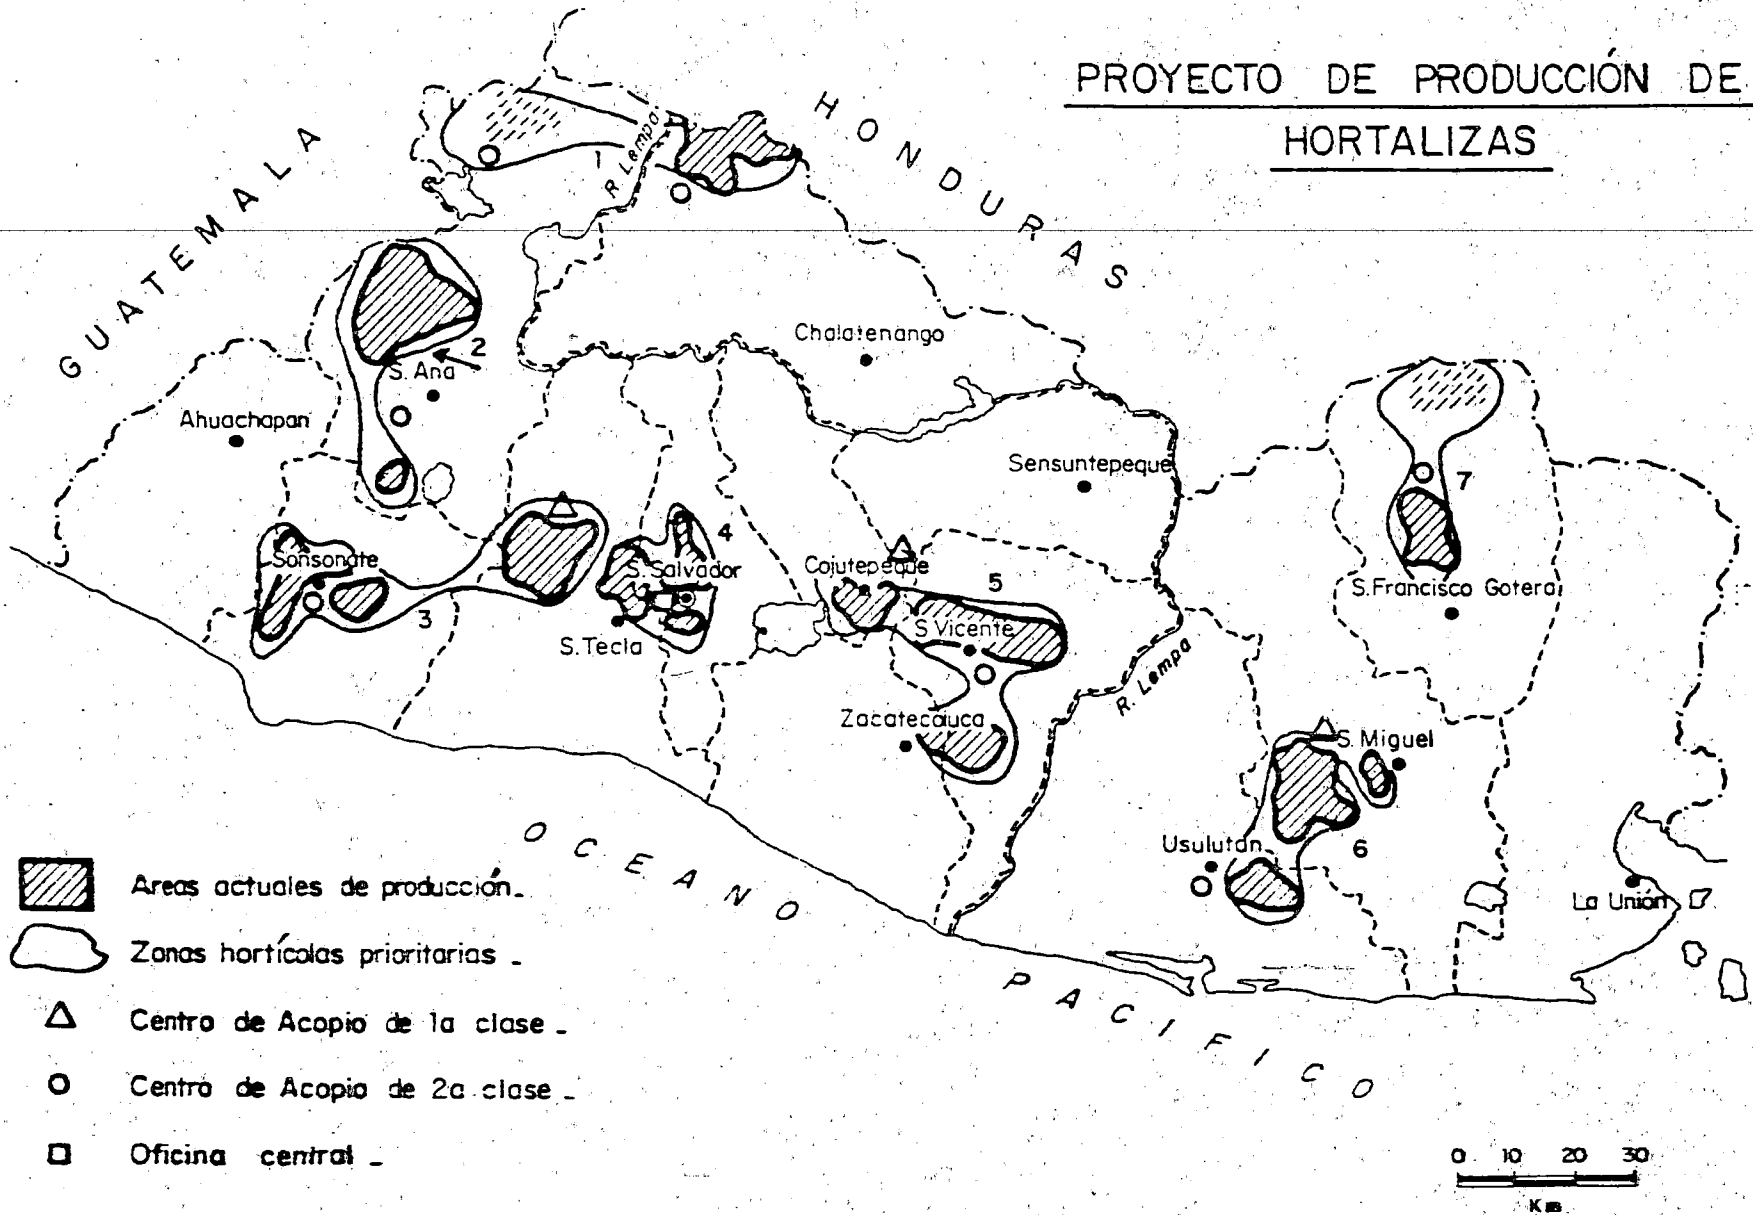 PROYECTO DE PRODUCCIÓN DE
HORTALIZAS
GUATEMALA
HONDURAS
R. Lempa
1
2
S. Ana
Chalatenango
Ahuachapan
Sensuntepeque
7
4
Sonsonate
S. Salvador
Cojutepeque
5
S. Francisco Gotera
3
S. Tecla
S. Vicente
R. Lempa
Zacatecoluca
S. Miguel
Usulután
6
La Unión
OCEANO
PACIFICO
Areas actuales de producción.
Zonas hortícolas prioritarias -
Centro de Acopio de 1a clase -
Centro de Acopio de 2a clase -
Oficina central -
0 10 20 30
Km